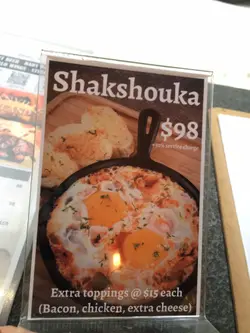 Shakshouka
$98
+10% service charge
Extra toppings @ $15 each
(Bacon, chicken, extra cheese)